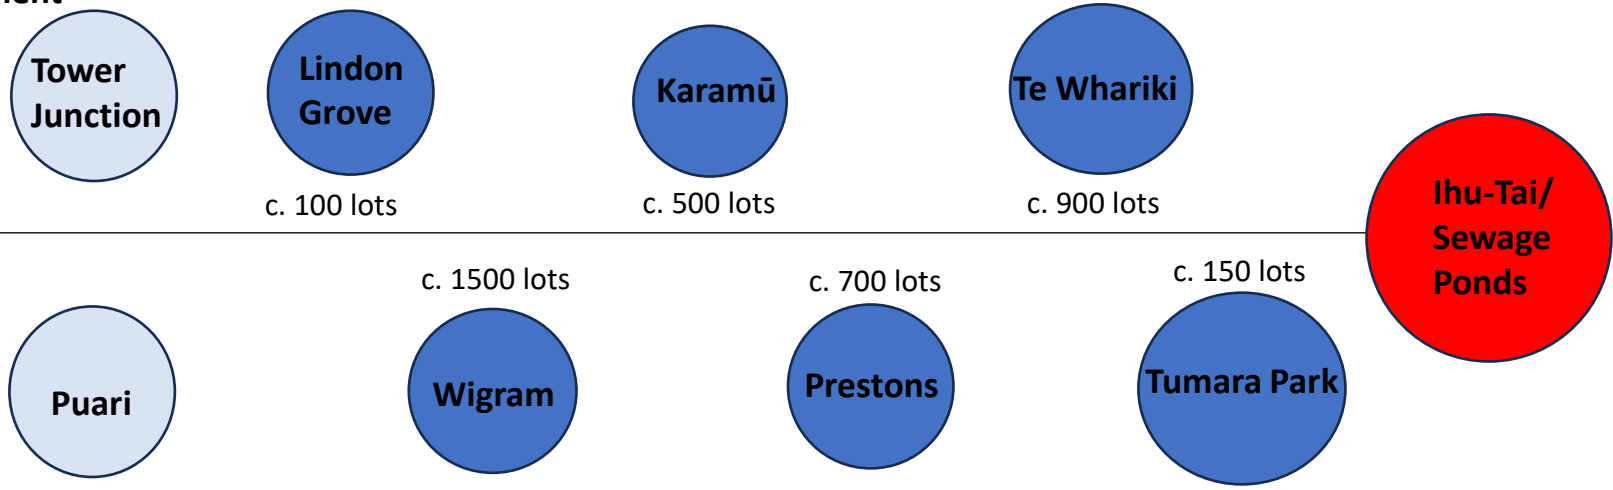 Tower
Junction
Lindon
Grove
Karamū
Te Whariki
c. 100 lots
c. 500 lots
c. 900 lots
Ihu-Tai/
Sewage
Ponds
c. 1500 lots
c. 700 lots
c. 150 lots
Puari
Wigram
Prestons
Tumara Park